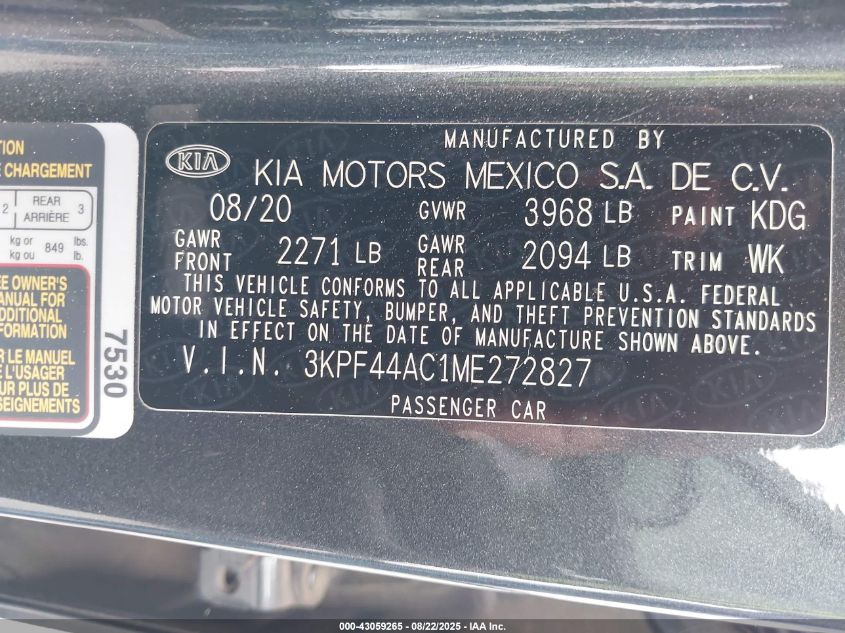 TION
E CHARGEMENT
2 REAR ARRIÈRE 3
kg or kg ou 849 lbs. lb.
EE OWNER'S
ANUAL FOR
DDITIONAL
FORMATION
R LE MANUEL
E L'USAGER
R PLUS DE
SEIGNEMENTS
7530
MANUFACTURED BY
KIA KIA MOTORS MEXICO S.A. DE C.V.
08/20 GVWR 3968 LB PAINT KDG
GAWR FRONT 2271 LB GAWR REAR 2094 LB TRIM WK
THIS VEHICLE CONFORMS TO ALL APPLICABLE U.S.A. FEDERAL
MOTOR VEHICLE SAFETY, BUMPER, AND THEFT PREVENTION STANDARDS
IN EFFECT ON THE DATE OF MANUFACTURE SHOWN ABOVE.
V.I.N. 3KPF44AC1ME272827
PASSENGER CAR
000-43059265 - 08/22/2025 - IAA Inc.